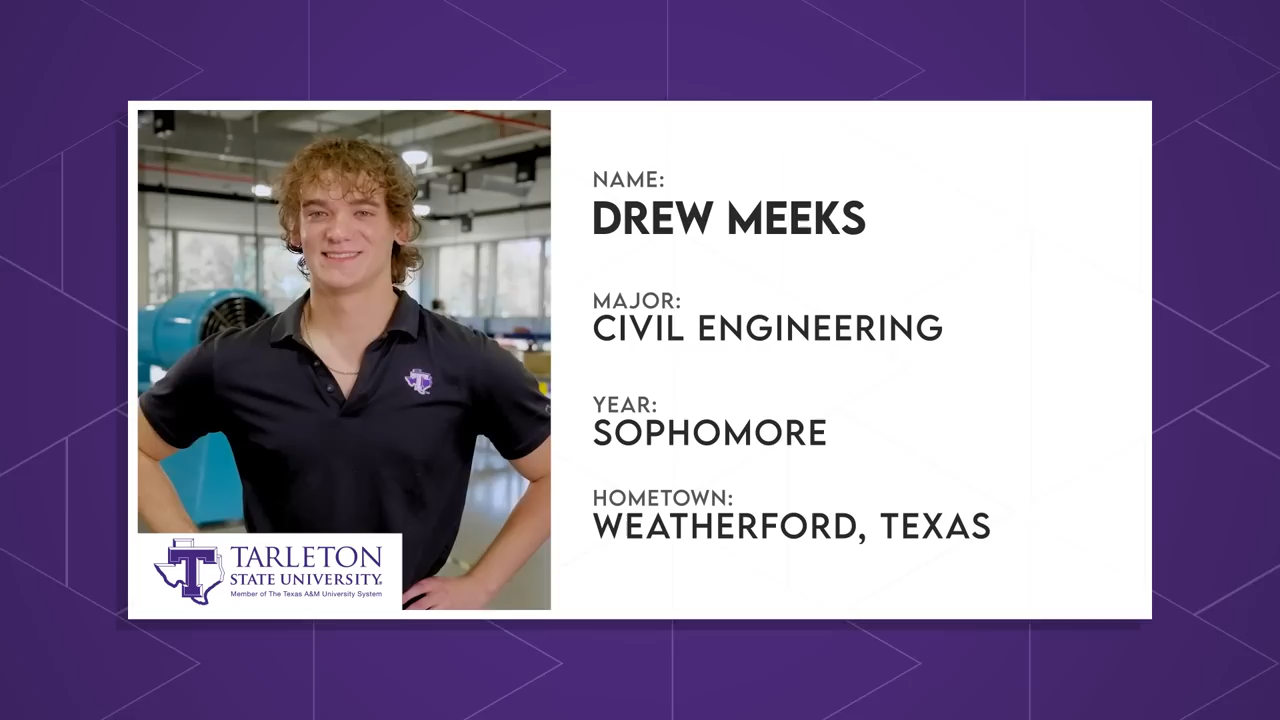 NAME:
DREW MEEKS
MAJOR:
CIVIL ENGINEERING
YEAR:
SOPHOMORE
HOMETOWN:
WEATHERFORD, TEXAS
T
T TARLETON
STATE UNIVERSITY®
Member of The Texas A&M University System